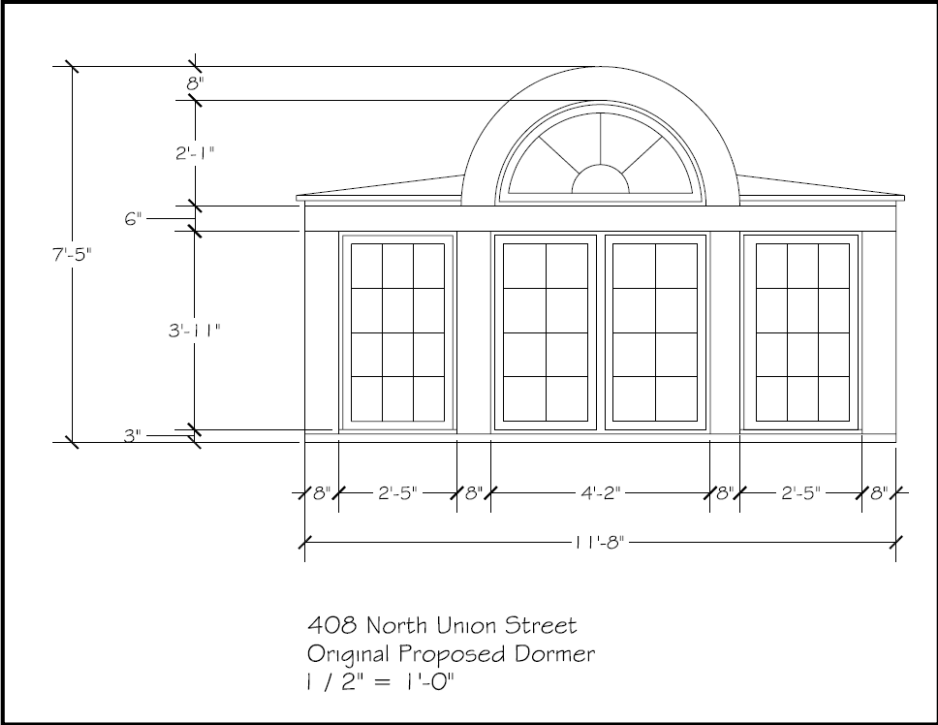 8"
2'-1"
6"
7'-5"
3'-11"
3"
8" 2'-5" 8" 4'-2" 8" 2'-5" 8"
11'-8"
408 North Union Street
Original Proposed Dormer
1 / 2" = 1'-0"